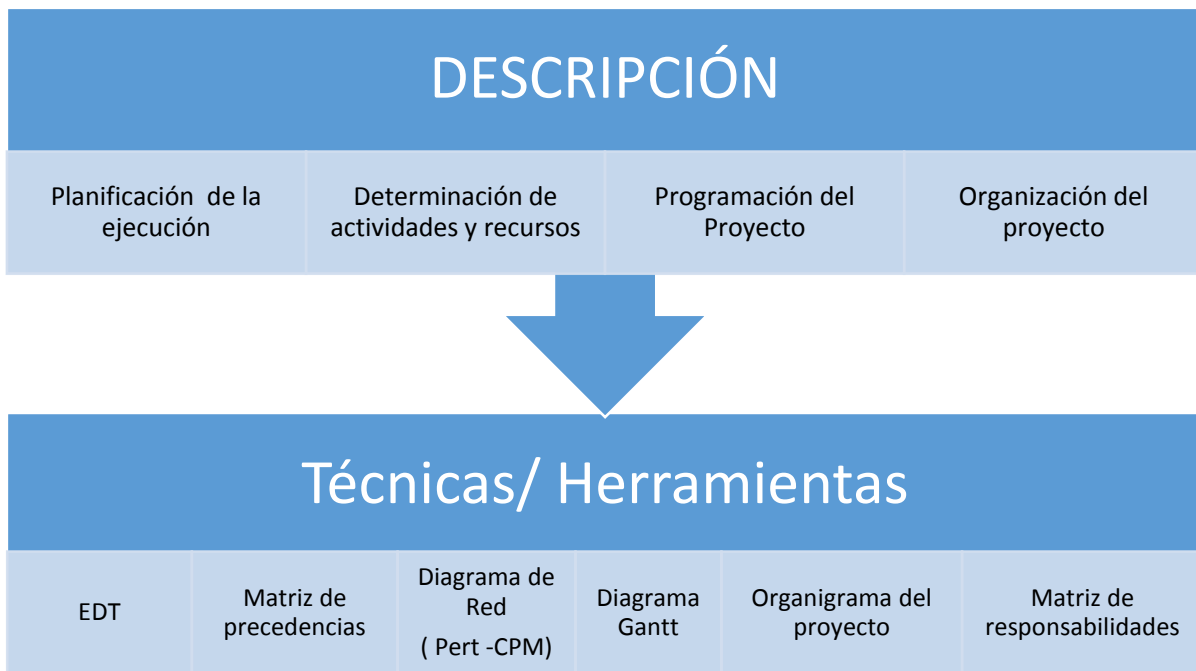 DESCRIPCIÓN
Planificación de la
ejecución
Determinación de
actividades y recursos
Programación del
Proyecto
Organización del
proyecto
Técnicas/ Herramientas
EDT
Matriz de
precedencias
Diagrama de
Red
( Pert -CPM)
Diagrama
Gantt
Organigrama del
proyecto
Matriz de
responsabilidades